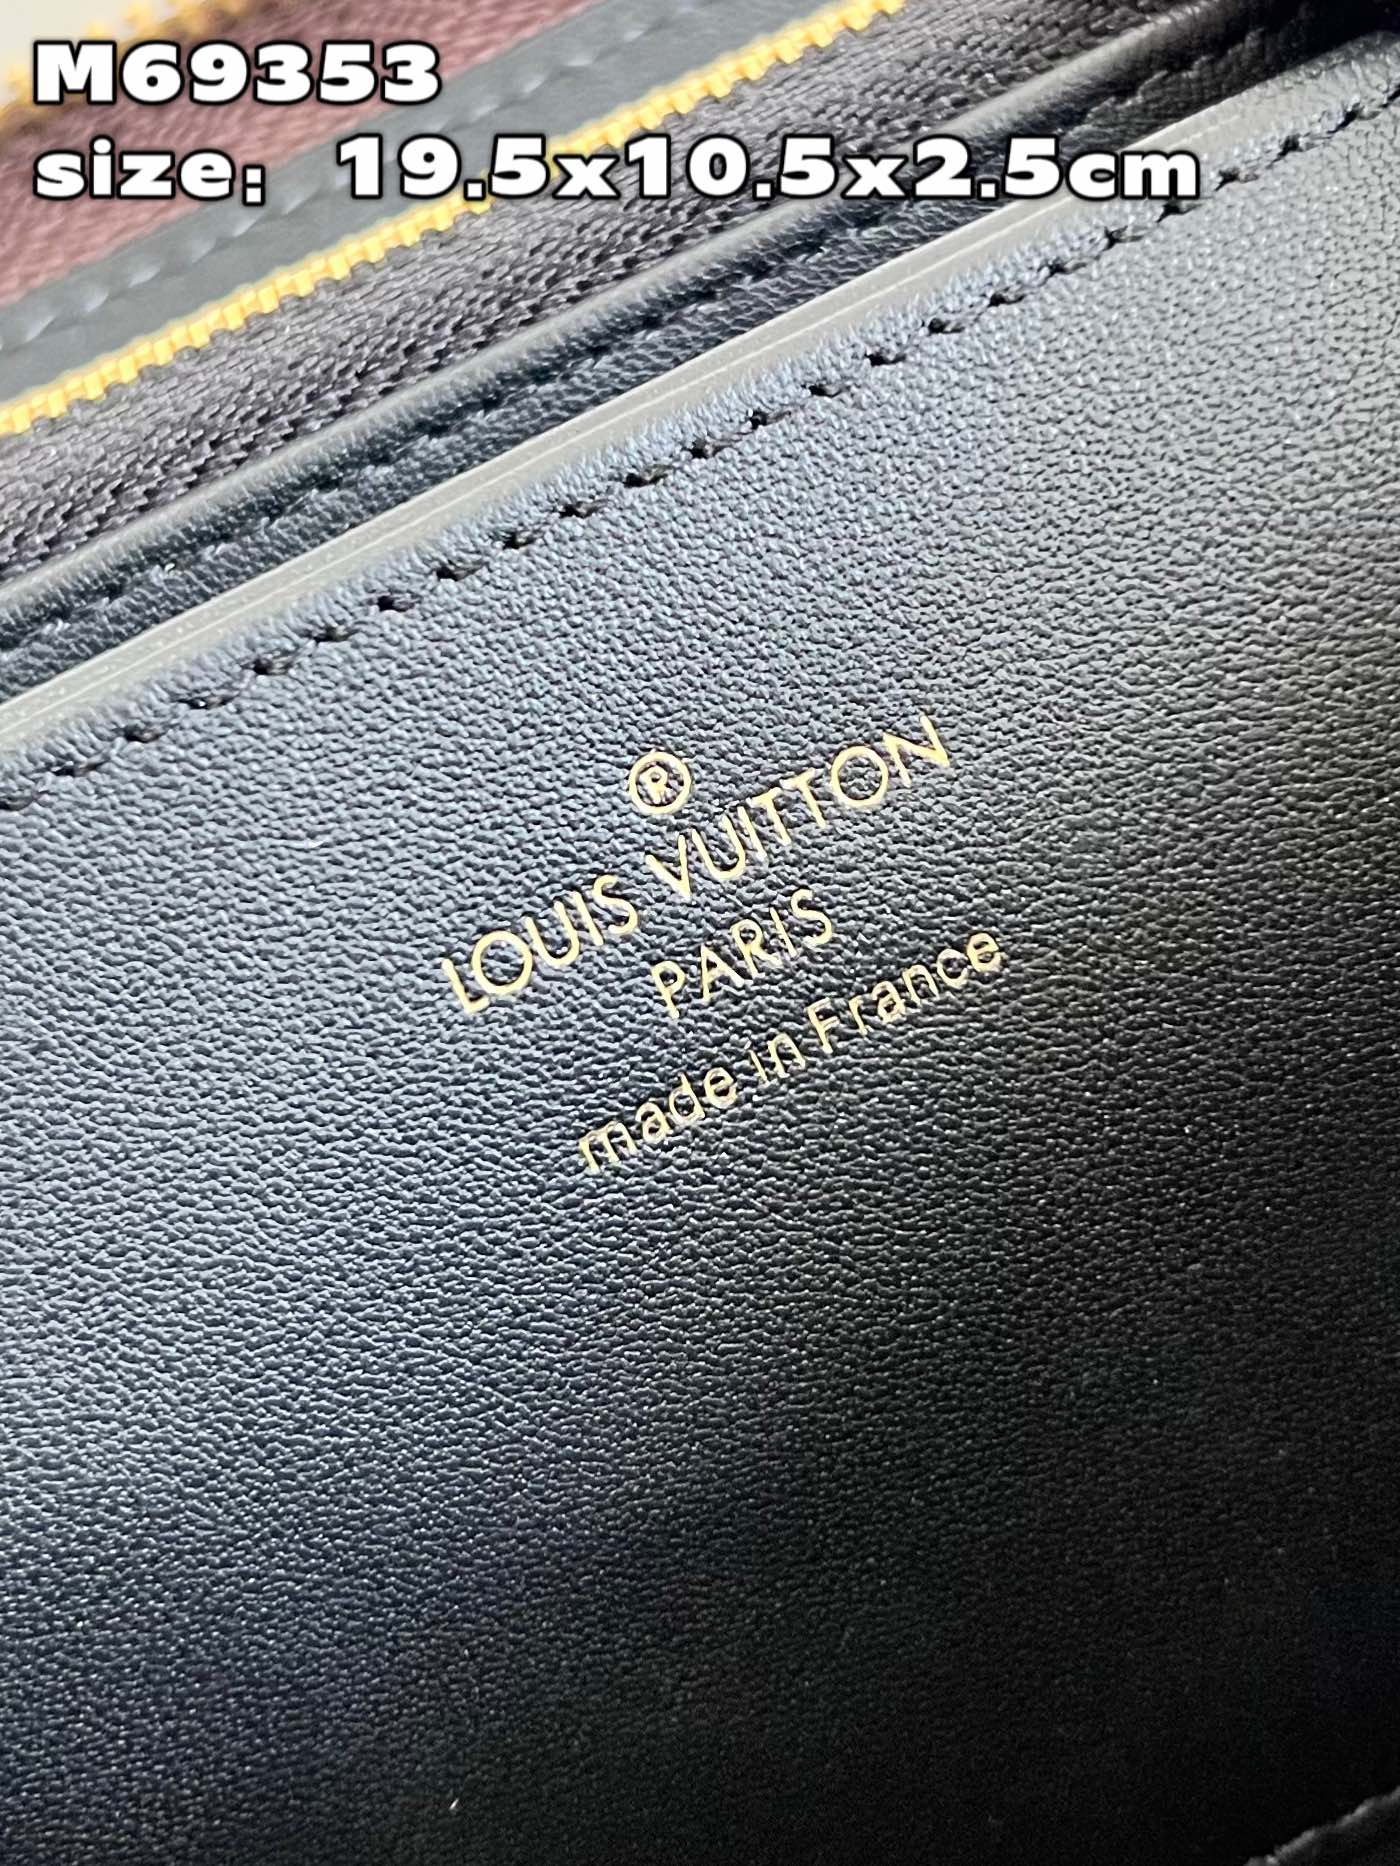 M69353
size： 19.5x10.5x2.5cm
®
LOUIS VUITTON
PARIS
made in France